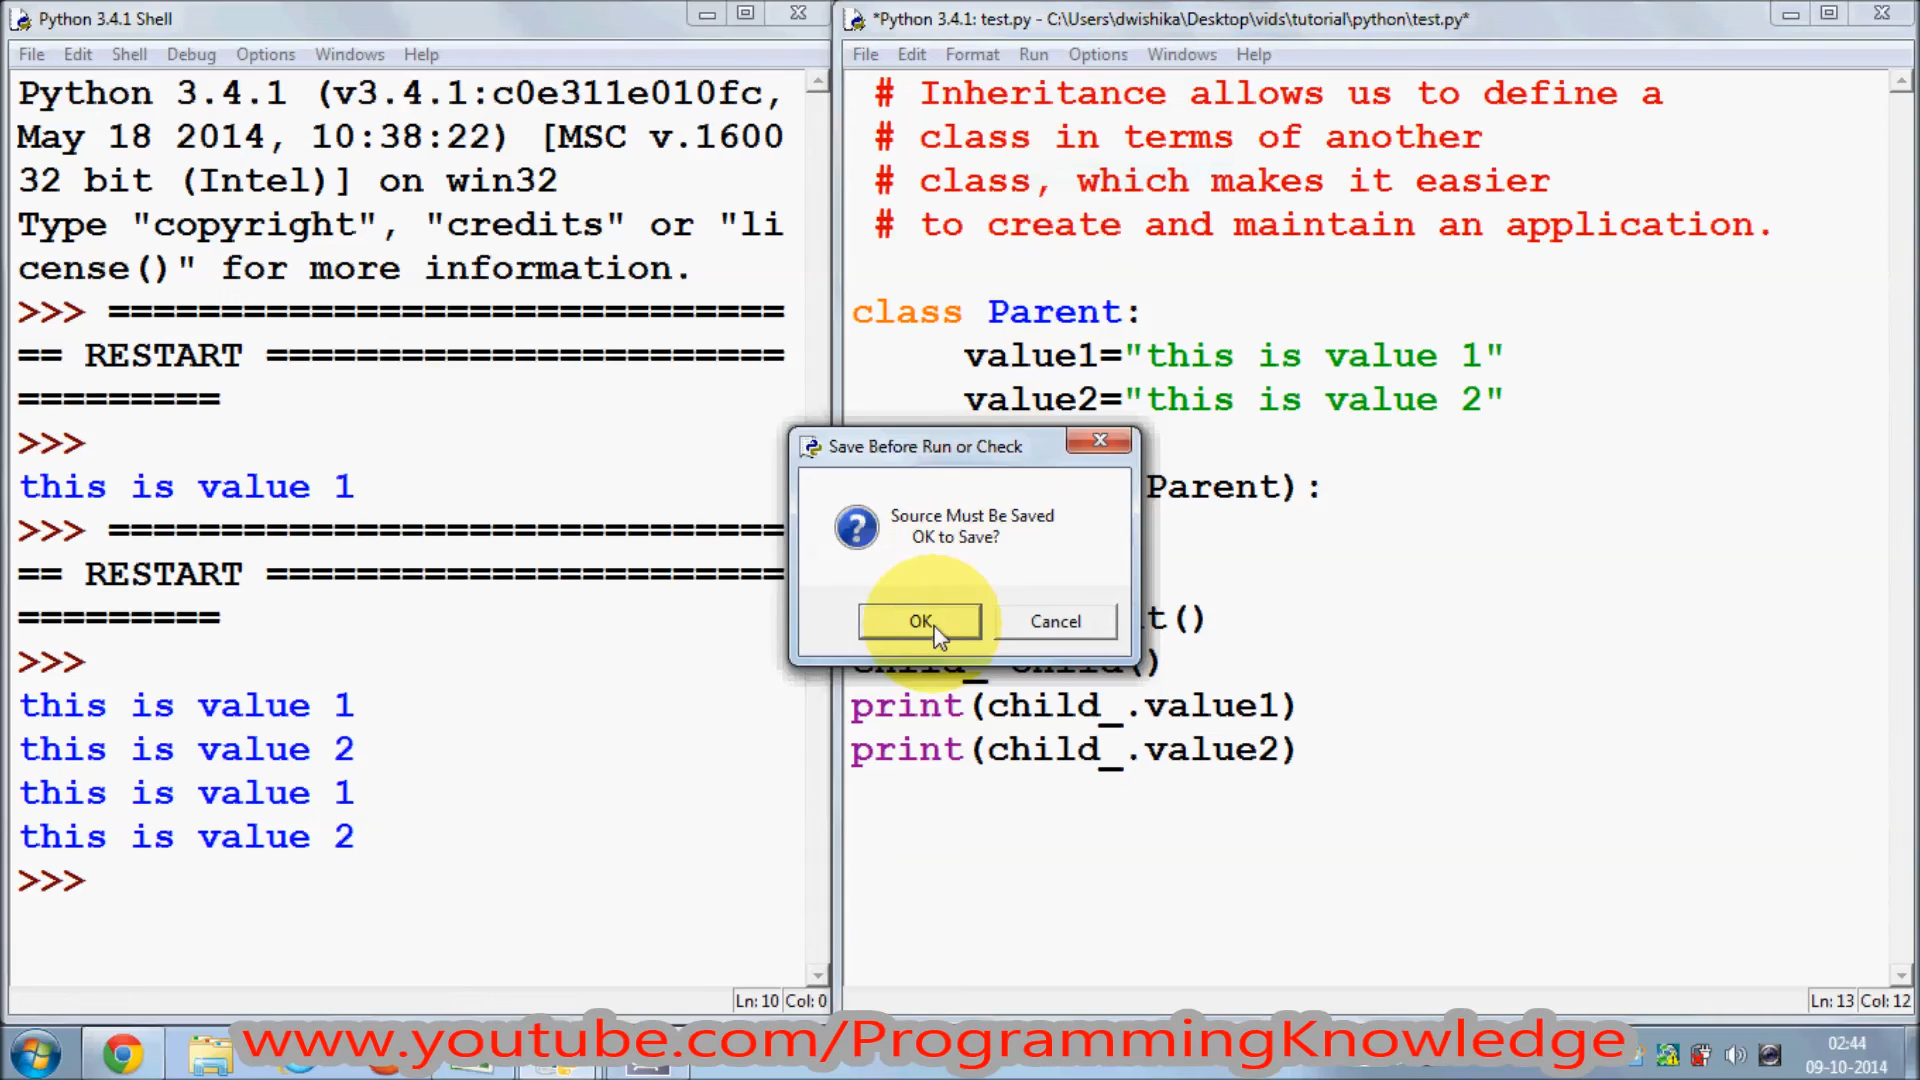 Python 3.4.1 Shell
File Edit Shell Debug Options Windows Help
Python 3.4.1 (v3.4.1:c0e311e010fc,
May 18 2014, 10:38:22) [MSC v.1600
32 bit (Intel)] on win32
Type "copyright", "credits" or "li
cense()" for more information.
>>> ==============================
== RESTART =======================
=========
>>>
this is value 1
>>> ==============================
== RESTART =======================
=========
>>>
this is value 1
this is value 2
this is value 1
this is value 2
>>>
Ln: 10 Col: 0
*Python 3.4.1: test.py - C:\Users\dwishika\Desktop\vids\tutorial\python\test.py*
File Edit Format Run Options Windows Help
# Inheritance allows us to define a
# class in terms of another
# class, which makes it easier
# to create and maintain an application.
class Parent:
value1="this is value 1"
value2="this is value 2"
Parent):
t()
print(child_.value1)
print(child_.value2)
Ln: 13 Col: 12
Save Before Run or Check
Source Must Be Saved
OK to Save?
OK Cancel
www.youtube.com/ProgrammingKnowledge
02:44
09-10-2014